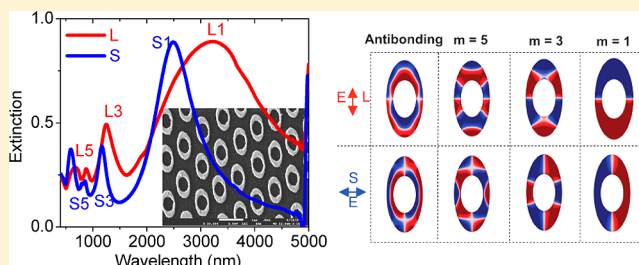 1.0
0.5
0.0
Extinction
L
S
S1
L1
L3
L5
S5
S3
1000 2000 3000 4000 5000
Wavelength (nm)
Antibonding m = 5 m = 3 m = 1
E L
S
E